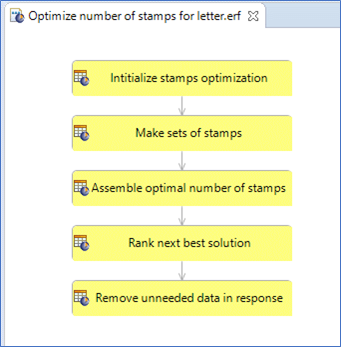 Optimize number of stamps for letter.erf
Intitialize stamps optimization
Make sets of stamps
Assemble optimal number of stamps
Rank next best solution
Remove unneeded data in response